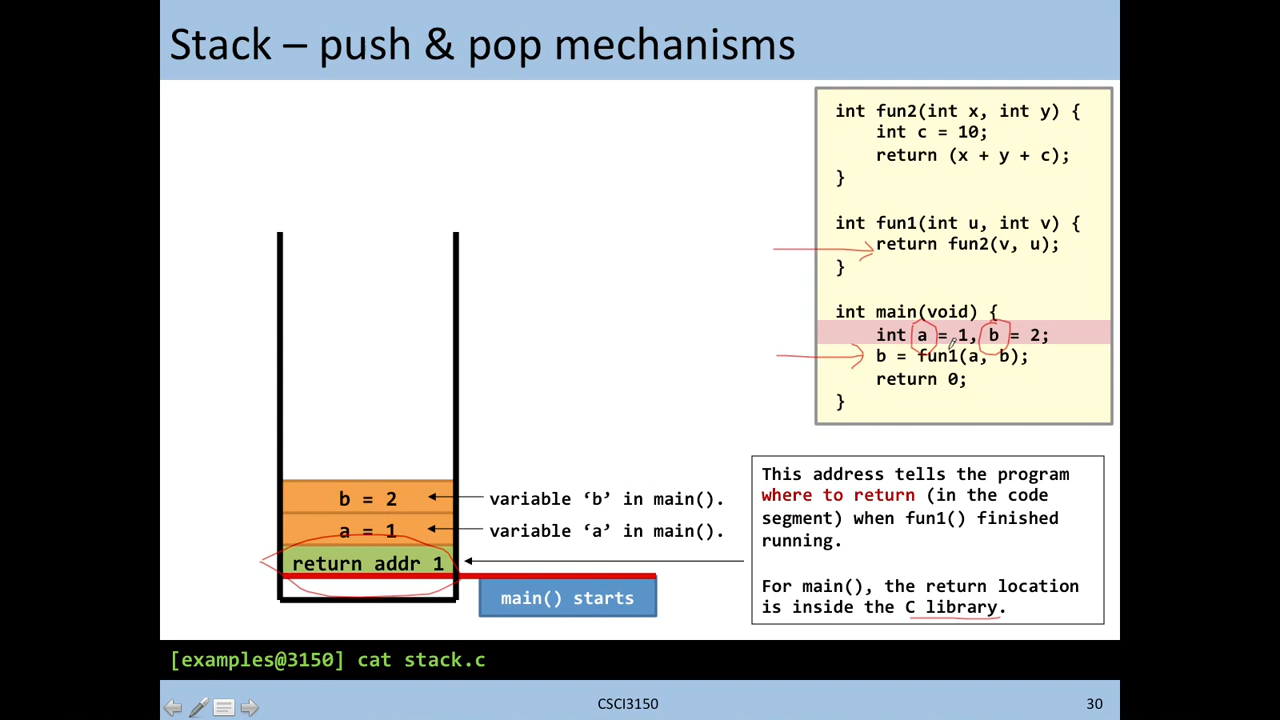 Stack – push & pop mechanisms
int fun2(int x, int y) {
int c = 10;
return (x + y + c);
}
int fun1(int u, int v) {
return fun2(v, u);
}
int main(void) {
int a = 1, b = 2;
b = fun1(a, b);
return 0;
}
b = 2
variable ‘b’ in main().
a = 1
variable ‘a’ in main().
return addr 1
main() starts
This address tells the program
where to return (in the code
segment) when fun1() finished
running.
For main(), the return location
is inside the C library.
[examples@3150] cat stack.c
CSCI3150
30